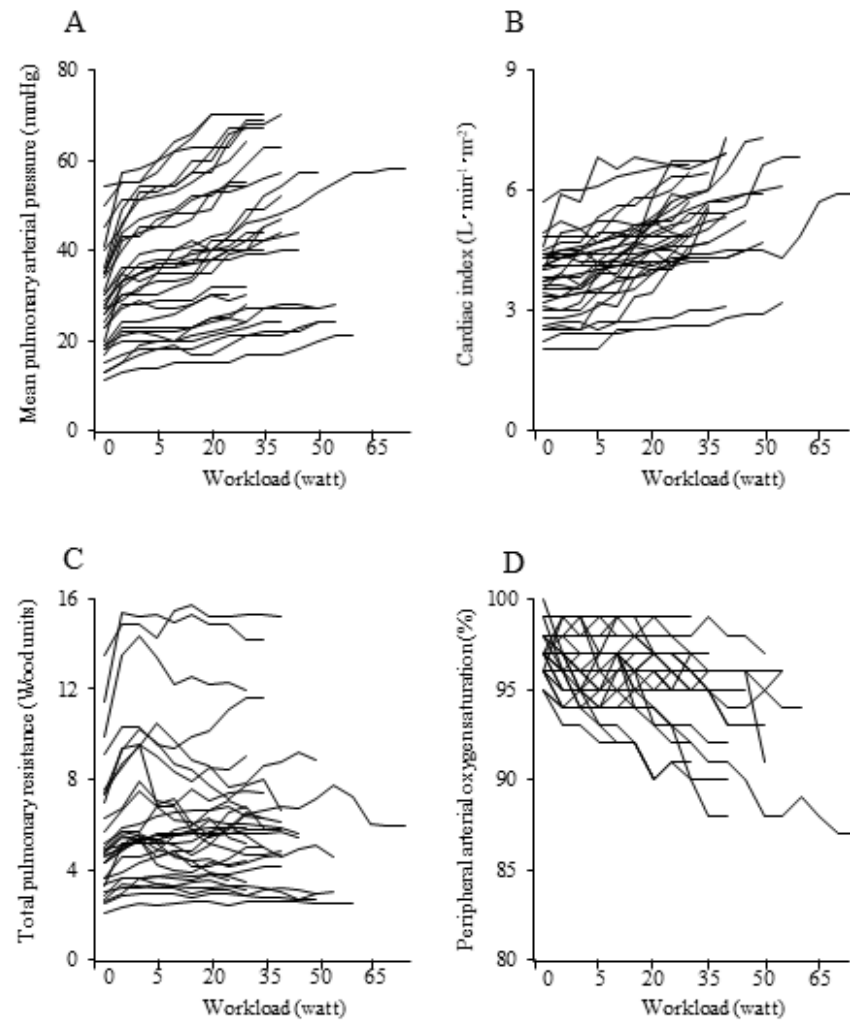 A
Mean pulmonary arterial pressure (mmHg)
80
60
40
20
0
0 5 20 35 50 65
Workload (watt)
B
Cardiac index (L·min⁻¹·m⁻²)
9
6
3
0
0 5 20 35 50 65
Workload (watt)
C
Total pulmonary resistance (Wood units)
16
12
8
4
0
0 5 20 35 50 65
Workload (watt)
D
Peripheral arterial oxygen saturation (%)
100
95
90
85
80
0 5 20 35 50 65
Workload (watt)